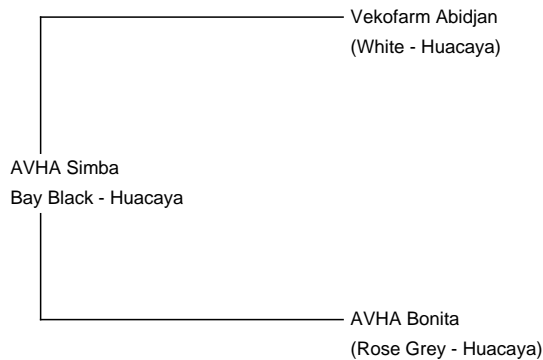 Vekofarm Abidjan
(White - Huacaya)
AVHA Simba
Bay Black - Huacaya
AVHA Bonita
(Rose Grey - Huacaya)